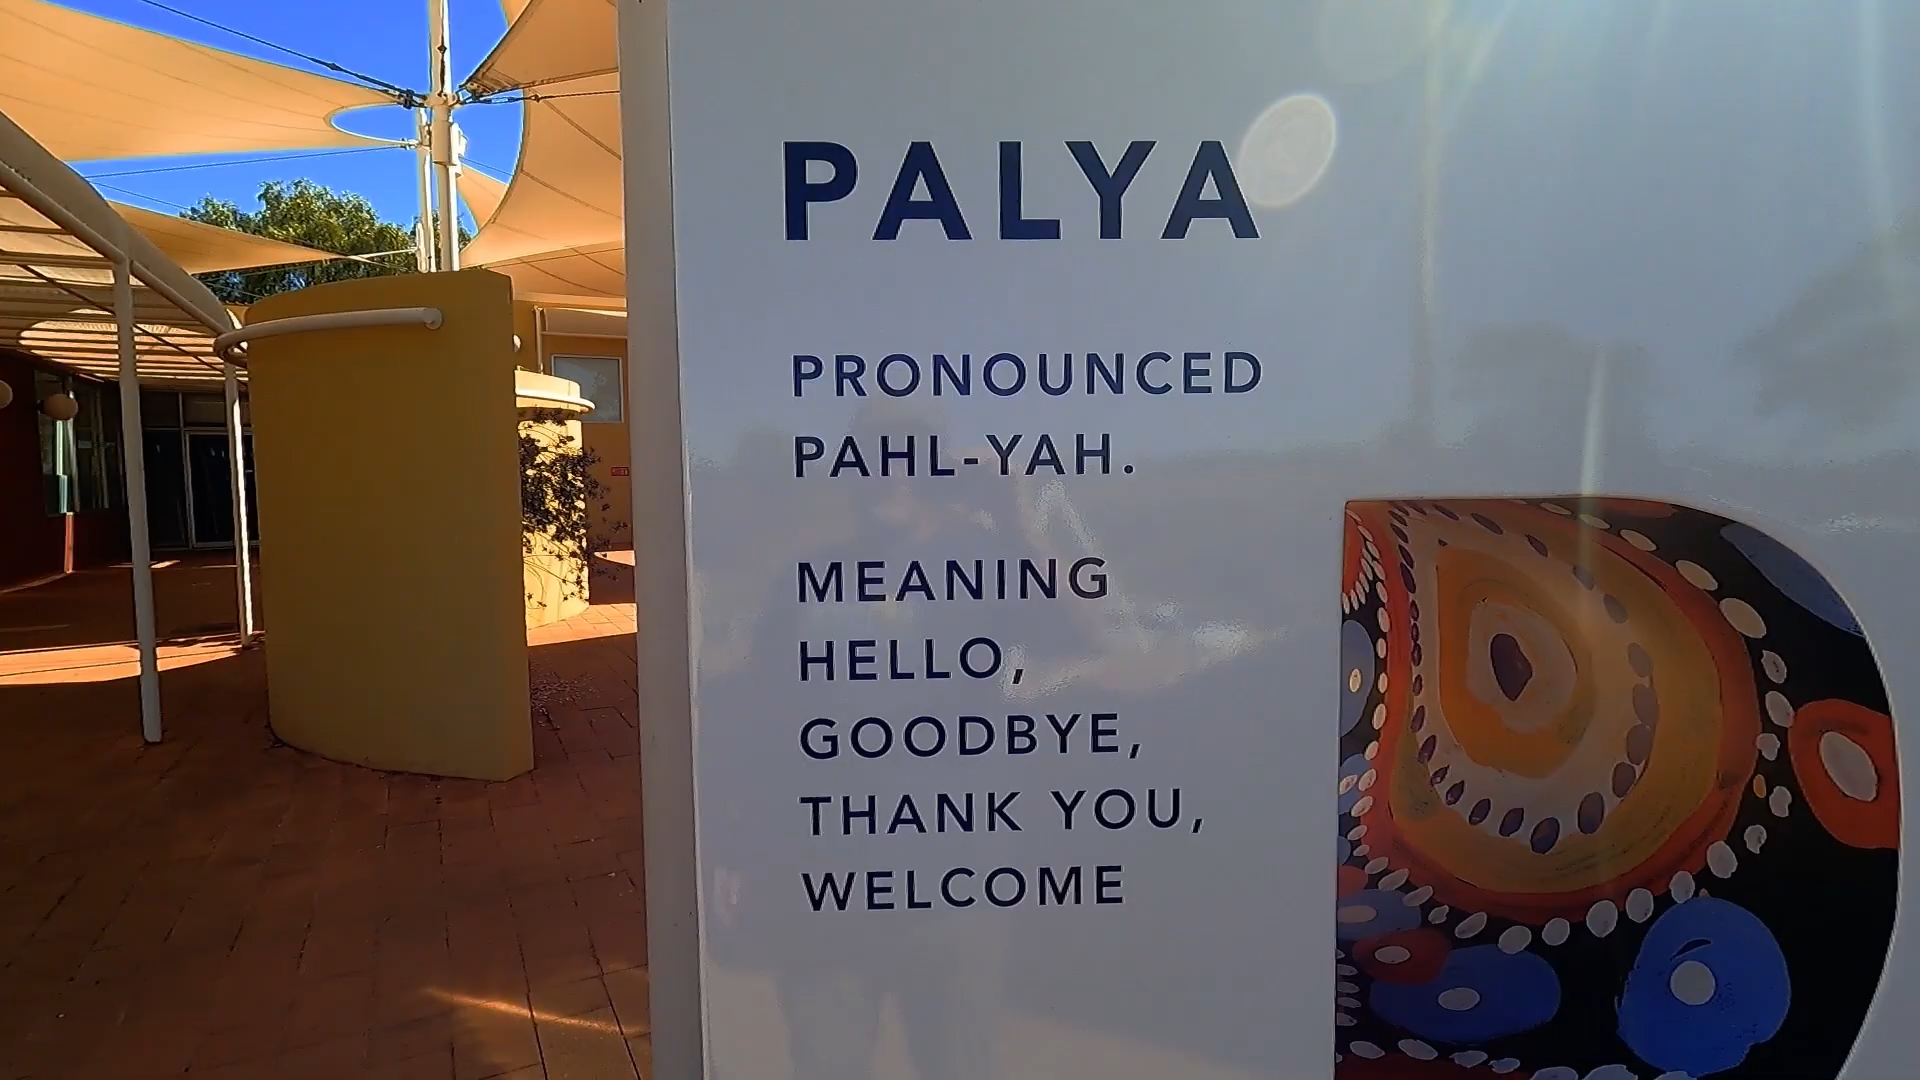 PALYA
PRONOUNCED
PAHL-YAH.
MEANING
HELLO,
GOODBYE,
THANK YOU,
WELCOME